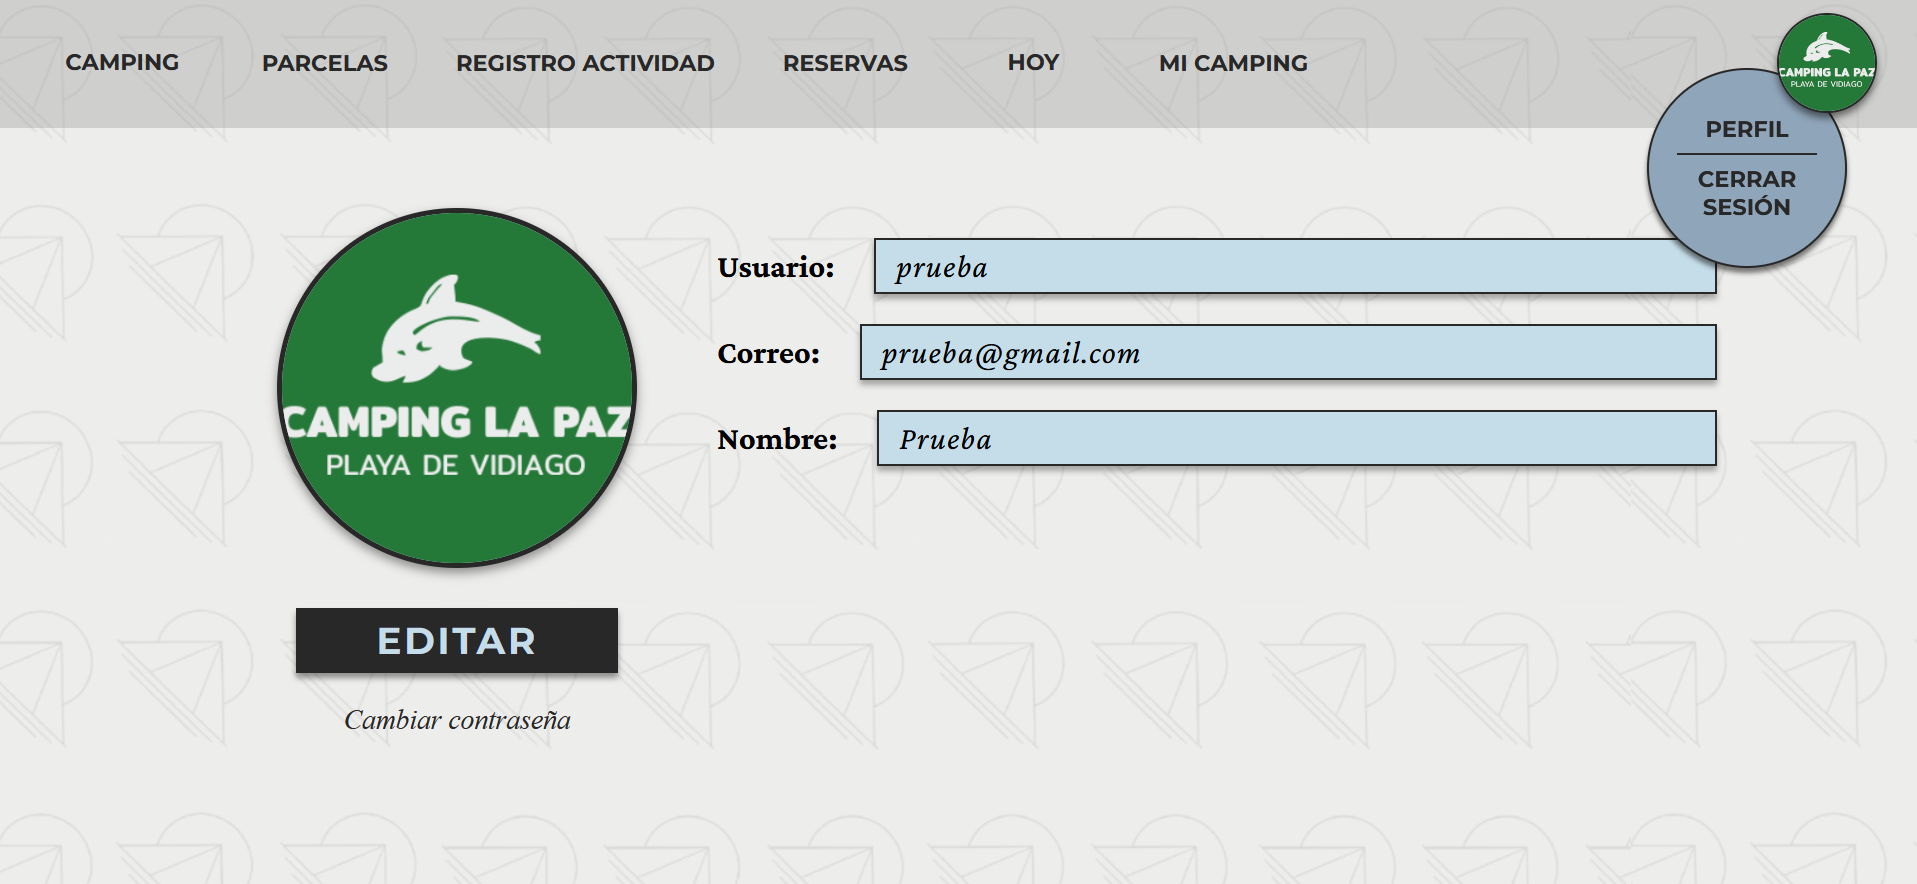 CAMPING
PARCELAS
REGISTRO ACTIVIDAD
RESERVAS
HOY
MI CAMPING
CAMPING LA PAZ
PLAYA DE VIDIAGO
PERFIL
CERRAR
SESIÓN
CAMPING LA PAZ
PLAYA DE VIDIAGO
EDITAR
Cambiar contraseña
Usuario: prueba
Correo: prueba@gmail.com
Nombre: Prueba